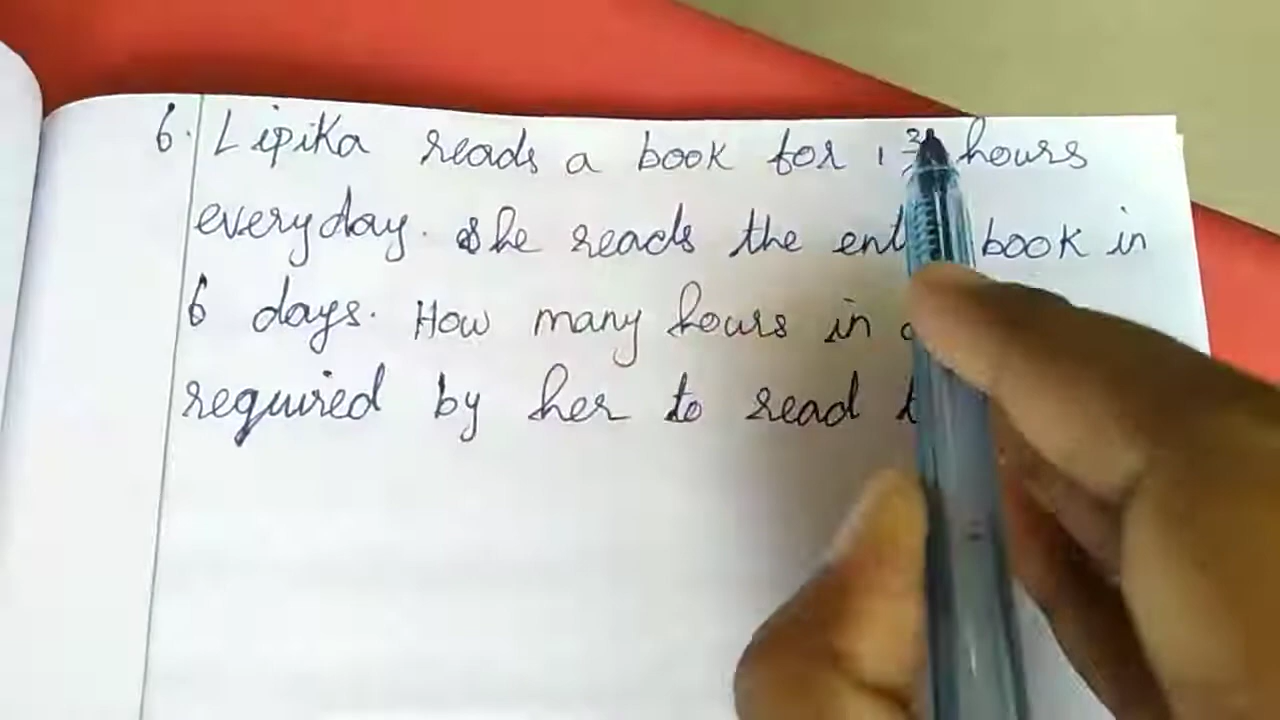 6. Lipika reads a book for 1 hours
everyday. She reads the book in
6 days. How many hours in
required by her to read